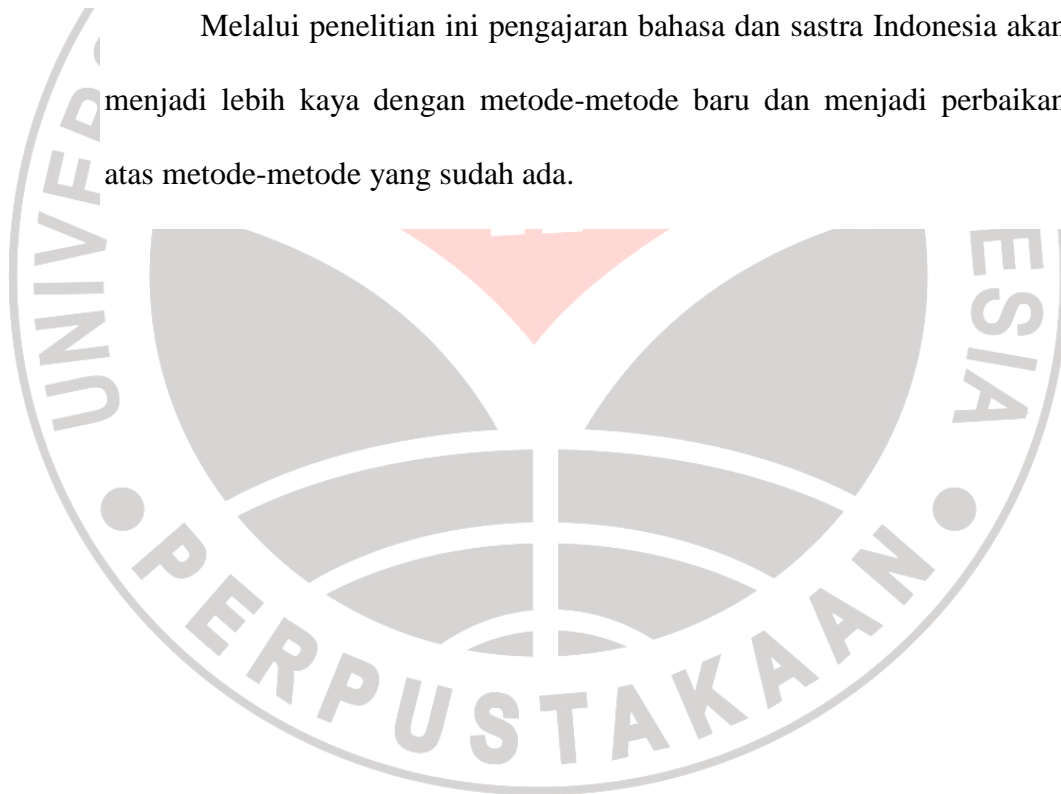 Melalui penelitian ini pengajaran bahasa dan sastra Indonesia akan
menjadi lebih kaya dengan metode-metode baru dan menjadi perbaikan
atas metode-metode yang sudah ada.
PERPUSTAKAAN